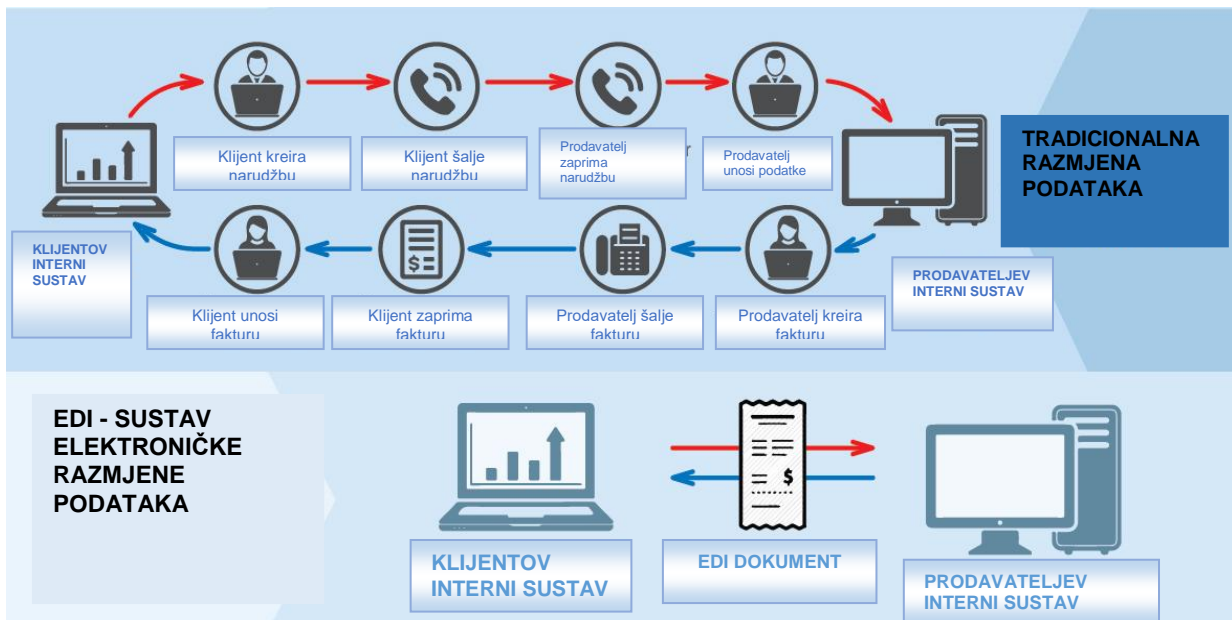 Klijent kreira
narudžbu
Klijent šalje
narudžbu
Prodavatelj
zaprima
narudžbu
r
Prodavatelj
unosi podatke
TRADICIONALNA
RAZMJENA
PODATAKA
KLIJENTOV
INTERNI
SUSTAV
PRODAVATELJEV
INTERNI SUSTAV
Klijent unosi
fakturu
Klijent zaprima
fakturu
Prodavatelj šalje
fakturu
Prodavatelj kreira
fakturu
$
EDI - SUSTAV
ELEKTRONIČKE
RAZMJENE
PODATAKA
$
KLIJENTOV
INTERNI SUSTAV
EDI DOKUMENT
PRODAVATELJEV
INTERNI SUSTAV